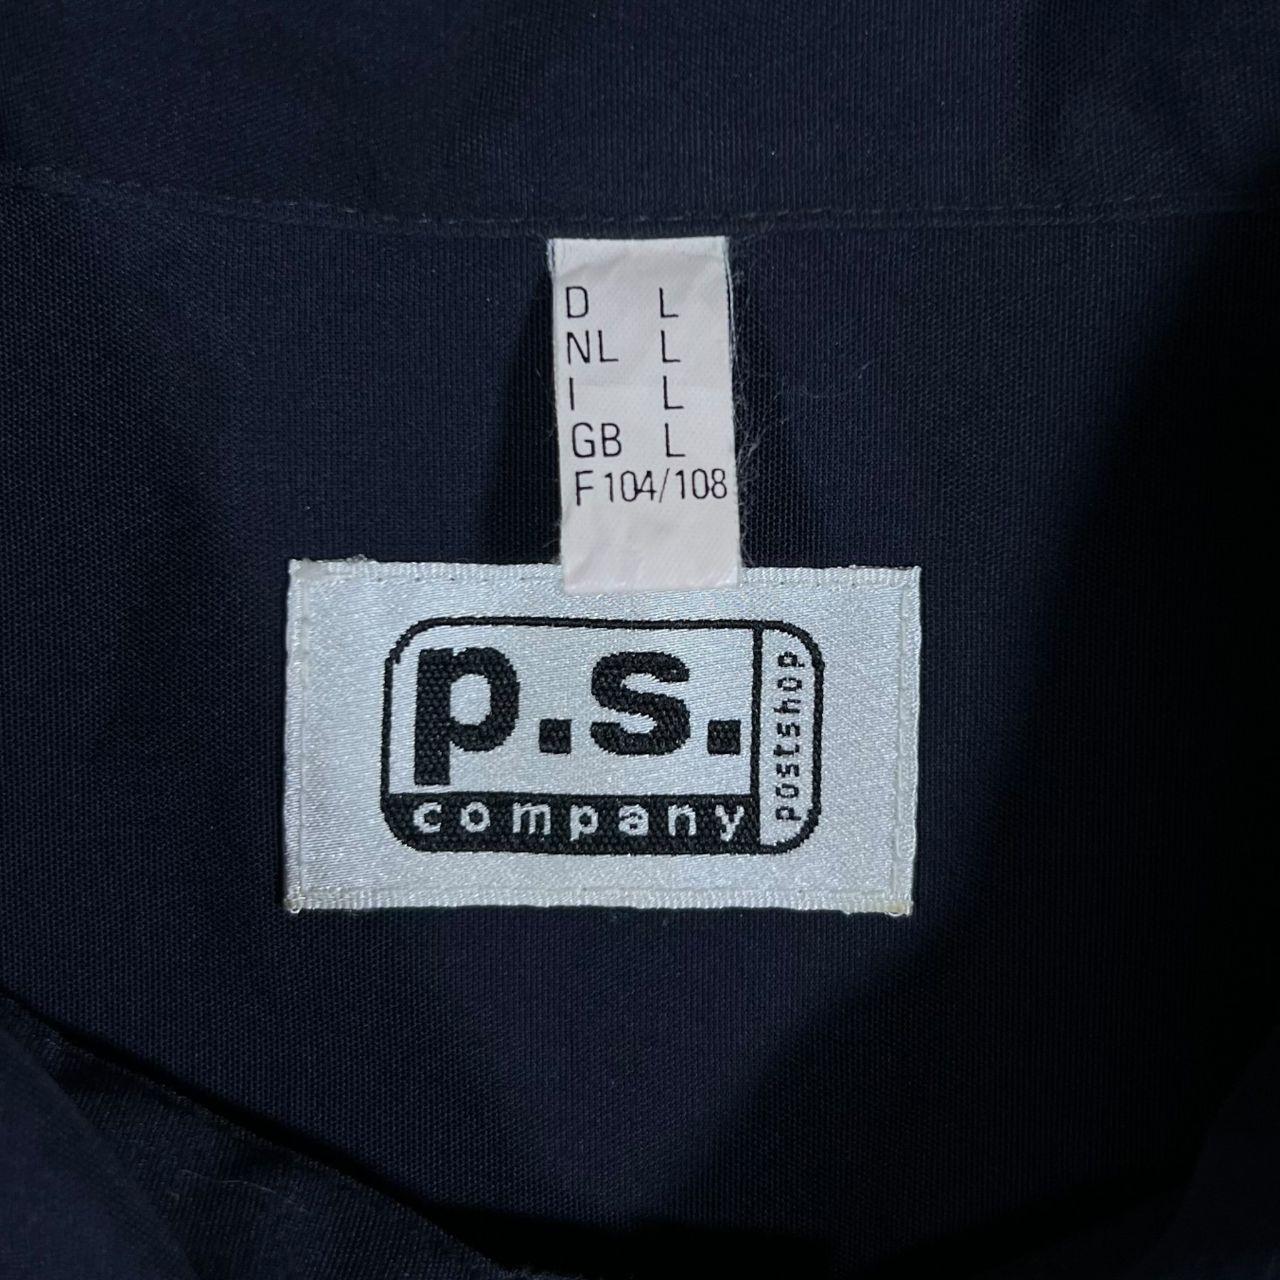 D L
NL L
I L
GB L
F 104/108
p.s.
company
postshop